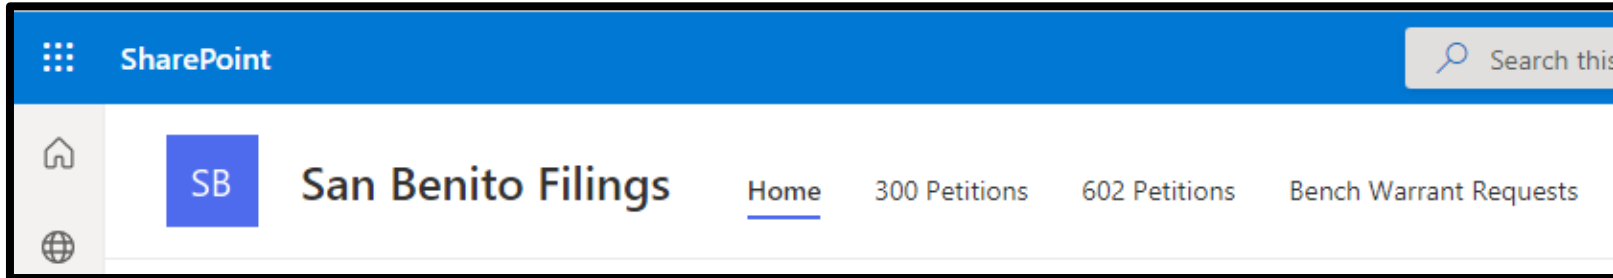 SharePoint
Search this
SB
San Benito Filings
Home
300 Petitions
602 Petitions
Bench Warrant Requests